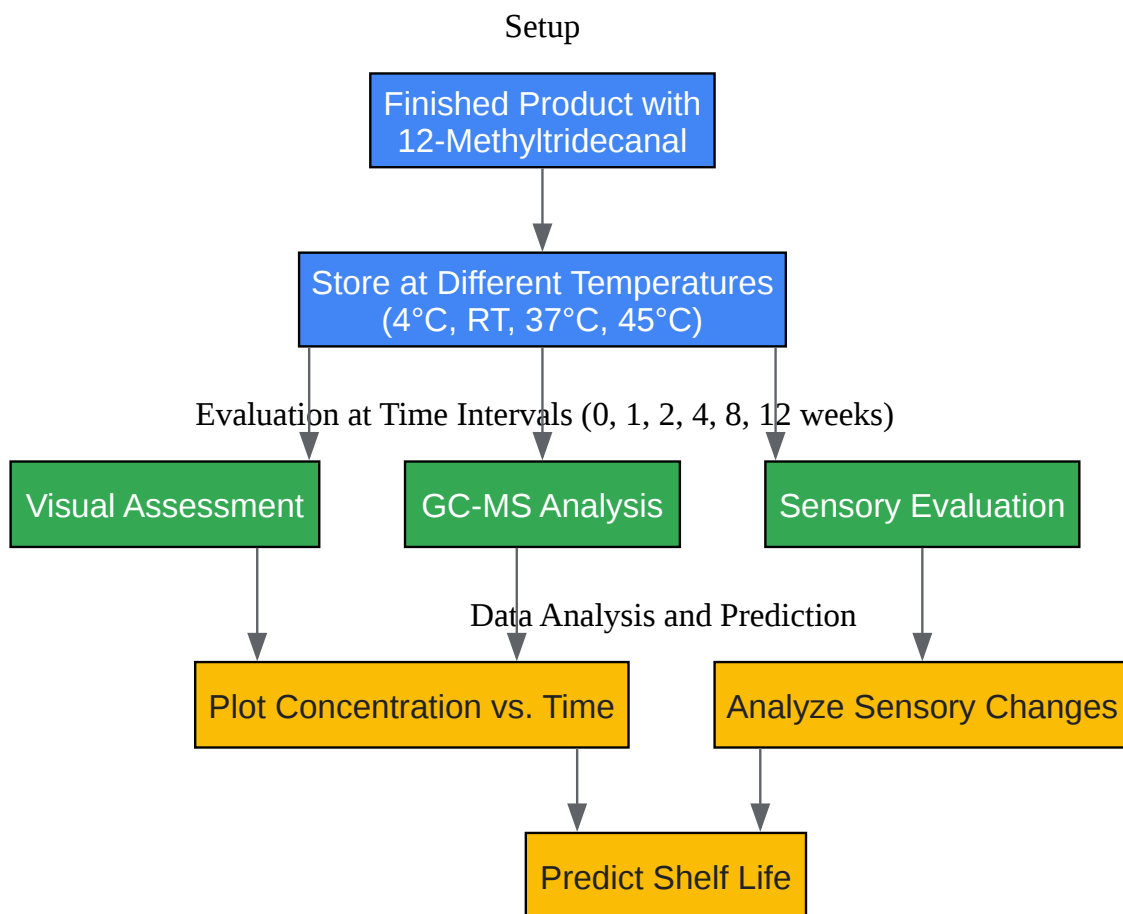 Setup
Finished Product with
12-Methyltridecanal
Store at Different Temperatures
(4°C, RT, 37°C, 45°C)
Evaluation at Time Intervals (0, 1, 2, 4, 8, 12 weeks)
Visual Assessment
GC-MS Analysis
Sensory Evaluation
Data Analysis and Prediction
Plot Concentration vs. Time
Analyze Sensory Changes
Predict Shelf Life